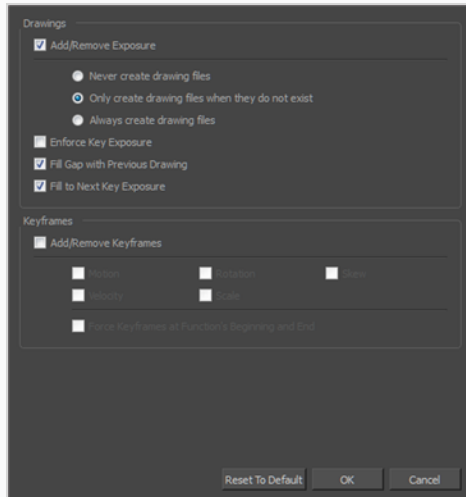 Drawings
Add/Remove Exposure
Never create drawing files
Only create drawing files when they do not exist
Always create drawing files
Enforce Key Exposure
Fill Gap with Previous Drawing
Fill to Next Key Exposure
Keyframes
Add/Remove Keyframes
Motion Rotation Skew
Velocity Scale
Force Keyframes at Function's Beginning and End
Reset To Default OK Cancel